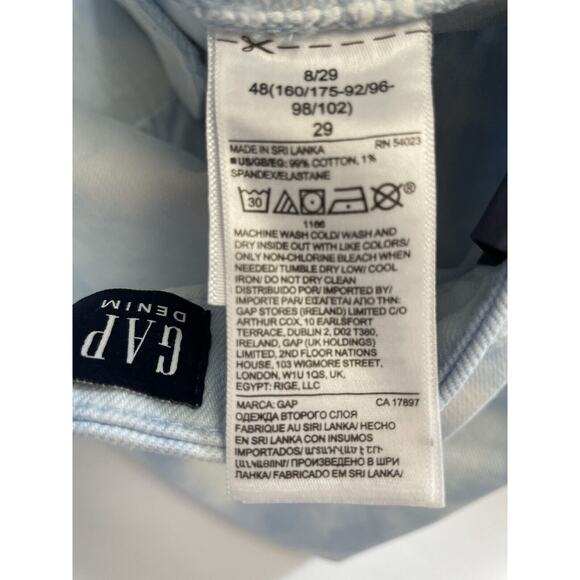 8/29
48(160/175-92/96-
98/102)
29
MADE IN SRI LANKA RN 54023
■ US/GB/EG: 99% COTTON, 1%
SPANDEX/ELASTANE
30
®
1166
MACHINE WASH COLD/ WASH AND
DRY INSIDE OUT WITH LIKE COLORS/
ONLY NON-CHLORINE BLEACH WHEN
NEEDED/ TUMBLE DRY LOW/ COOL
IRON/ DO NOT DRY CLEAN
DISTRIBUIDO POR/ IMPORTED BY/
IMPORTE PAR/ ΕΙΣΑΓΕΤΑΙ ΑΠΟ ΤΗΝ:
GAP STORES (IRELAND) LIMITED C/O
ARTHUR COX, 10 EARLSFORT
TERRACE, DUBLIN 2, D02 T380,
IRELAND, GAP (UK HOLDINGS)
LIMITED, 2ND FLOOR NATIONS
HOUSE, 103 WIGMORE STREET,
LONDON, W1U 1QS, UK,
EGYPT: RIGE, LLC
MARCA: GAP CA 17897
ОДЕЖДА ВТОРОГО СЛОЯ
FABRIQUE AU SRI LANKA/ HECHO
EN SRI LANKA CON INSUMOS
IMPORTADOS/
ПРОИЗВЕДЕНО В ШРИ
ЛАНКА/ FABRICADO EM SRI LANKA/
GAP
DENIM